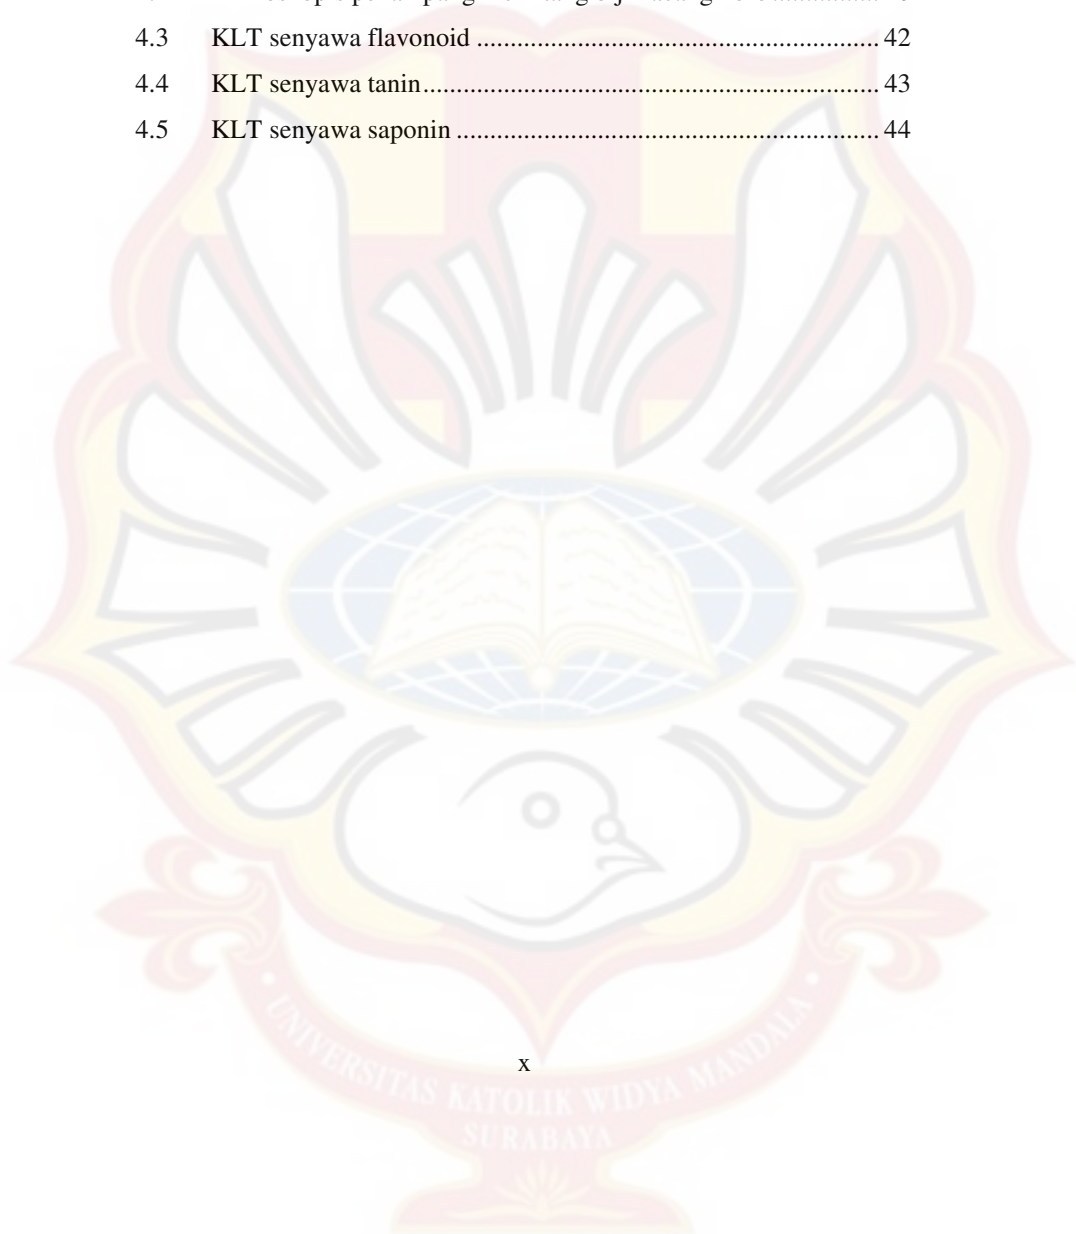 4.3 KLT senyawa flavonoid ............................................................. 42
4.4 KLT senyawa tanin..................................................................... 43
4.5 KLT senyawa saponin ................................................................ 44
x
• UNIVERSITAS KATOLIK WIDYA MANDALA •
SURABAYA